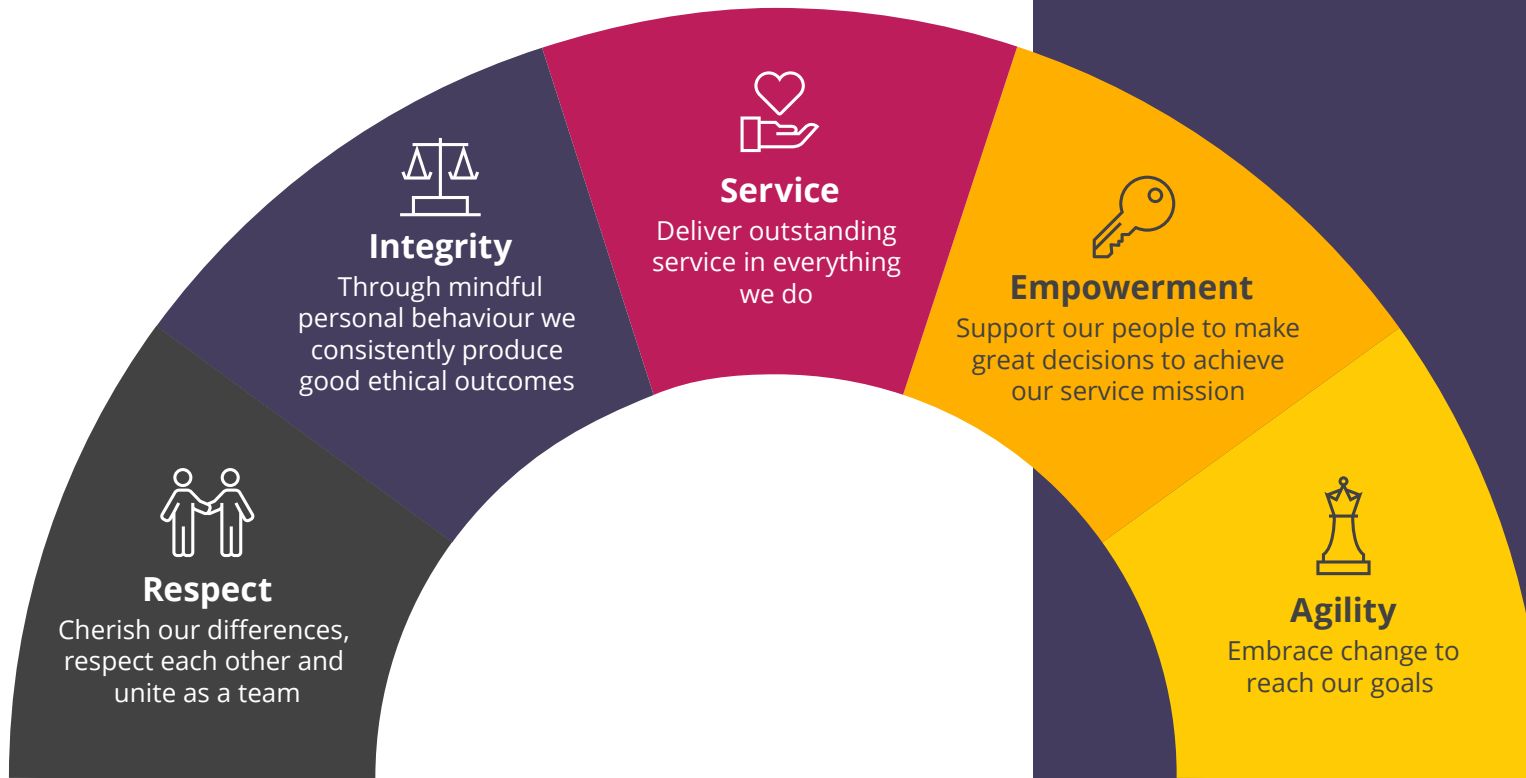 Respect
Cherish our differences,
respect each other and
unite as a team
Integrity
Through mindful
personal behaviour we
consistently produce
good ethical outcomes
Service
Deliver outstanding
service in everything
we do
Empowerment
Support our people to make
great decisions to achieve
our service mission
Agility
Embrace change to
reach our goals